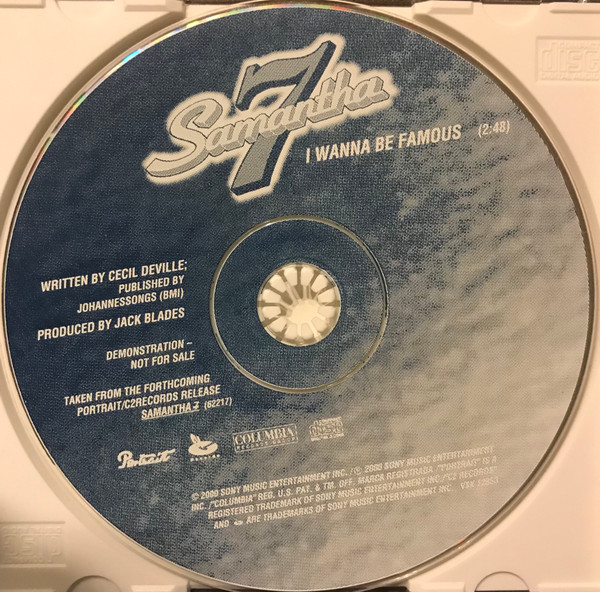 Samantha 7
I WANNA BE FAMOUS (2:48)
WRITTEN BY CECIL DEVILLE;
PUBLISHED BY
JOHANNESSONGS (BMI)
PRODUCED BY JACK BLADES
DEMONSTRATION –
NOT FOR SALE
TAKEN FROM THE FORTHCOMING
PORTRAIT/C2RECORDS RELEASE
SAMANTHA 7 (62217)
Portrait
COLUMBIA
RECORDS GROUP
© 2000 SONY MUSIC ENTERTAINMENT INC. / ℗ 2000 SONY MUSIC ENTERTAINMENT
INC. /"COLUMBIA" REG. U.S. PAT. & TM. OFF. MARCA REGISTRADA "PORTRAIT" IS A
REGISTERED TRADEMARK OF SONY MUSIC ENTERTAINMENT INC./"C2 RECORDS"
AND ARE TRADEMARKS OF SONY MUSIC ENTERTAINMENT INC.